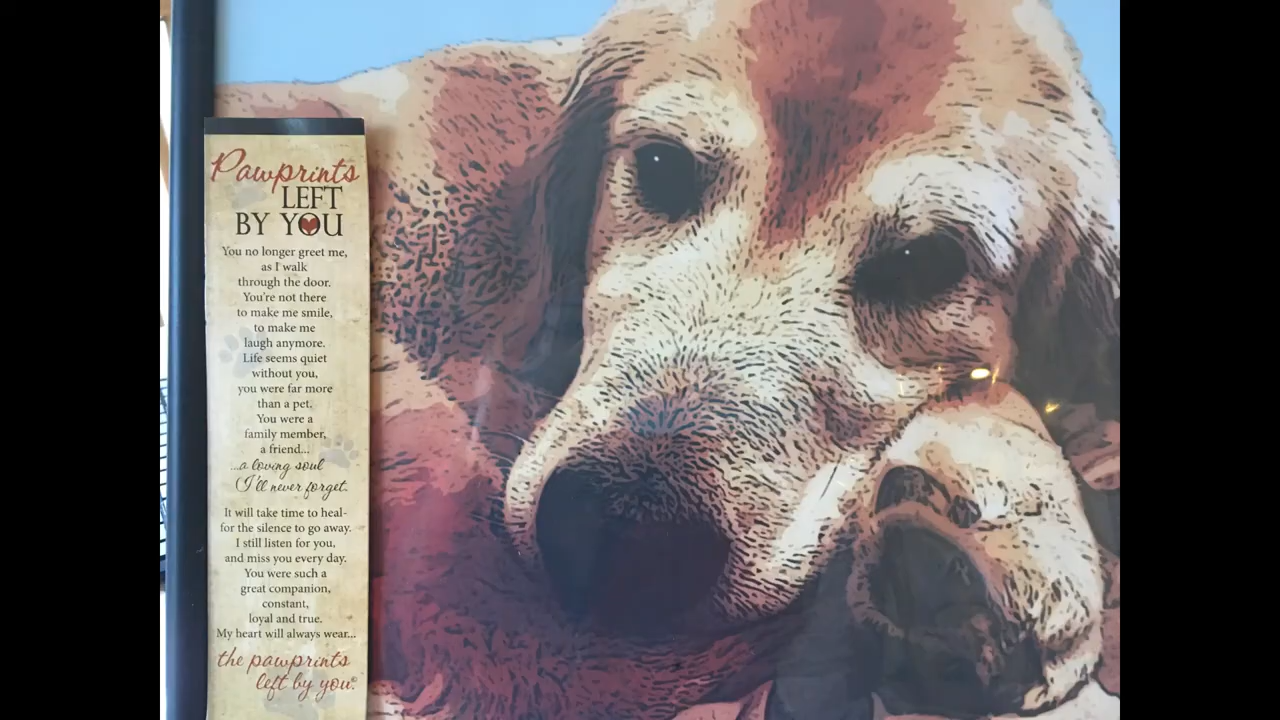 Pawprints
LEFT
BY YOU
You no longer greet me,
as I walk
through the door.
You're not there
to make me smile,
to make me
laugh anymore.
Life seems quiet
without you,
you were far more
than a pet.
You were a
family member,
a friend...
...a loving soul
I'll never forget.
It will take time to heal-
for the silence to go away.
I still listen for you,
and miss you every day.
You were such a
great companion,
constant,
loyal and true.
My heart will always wear...
the pawprints
left by you.©